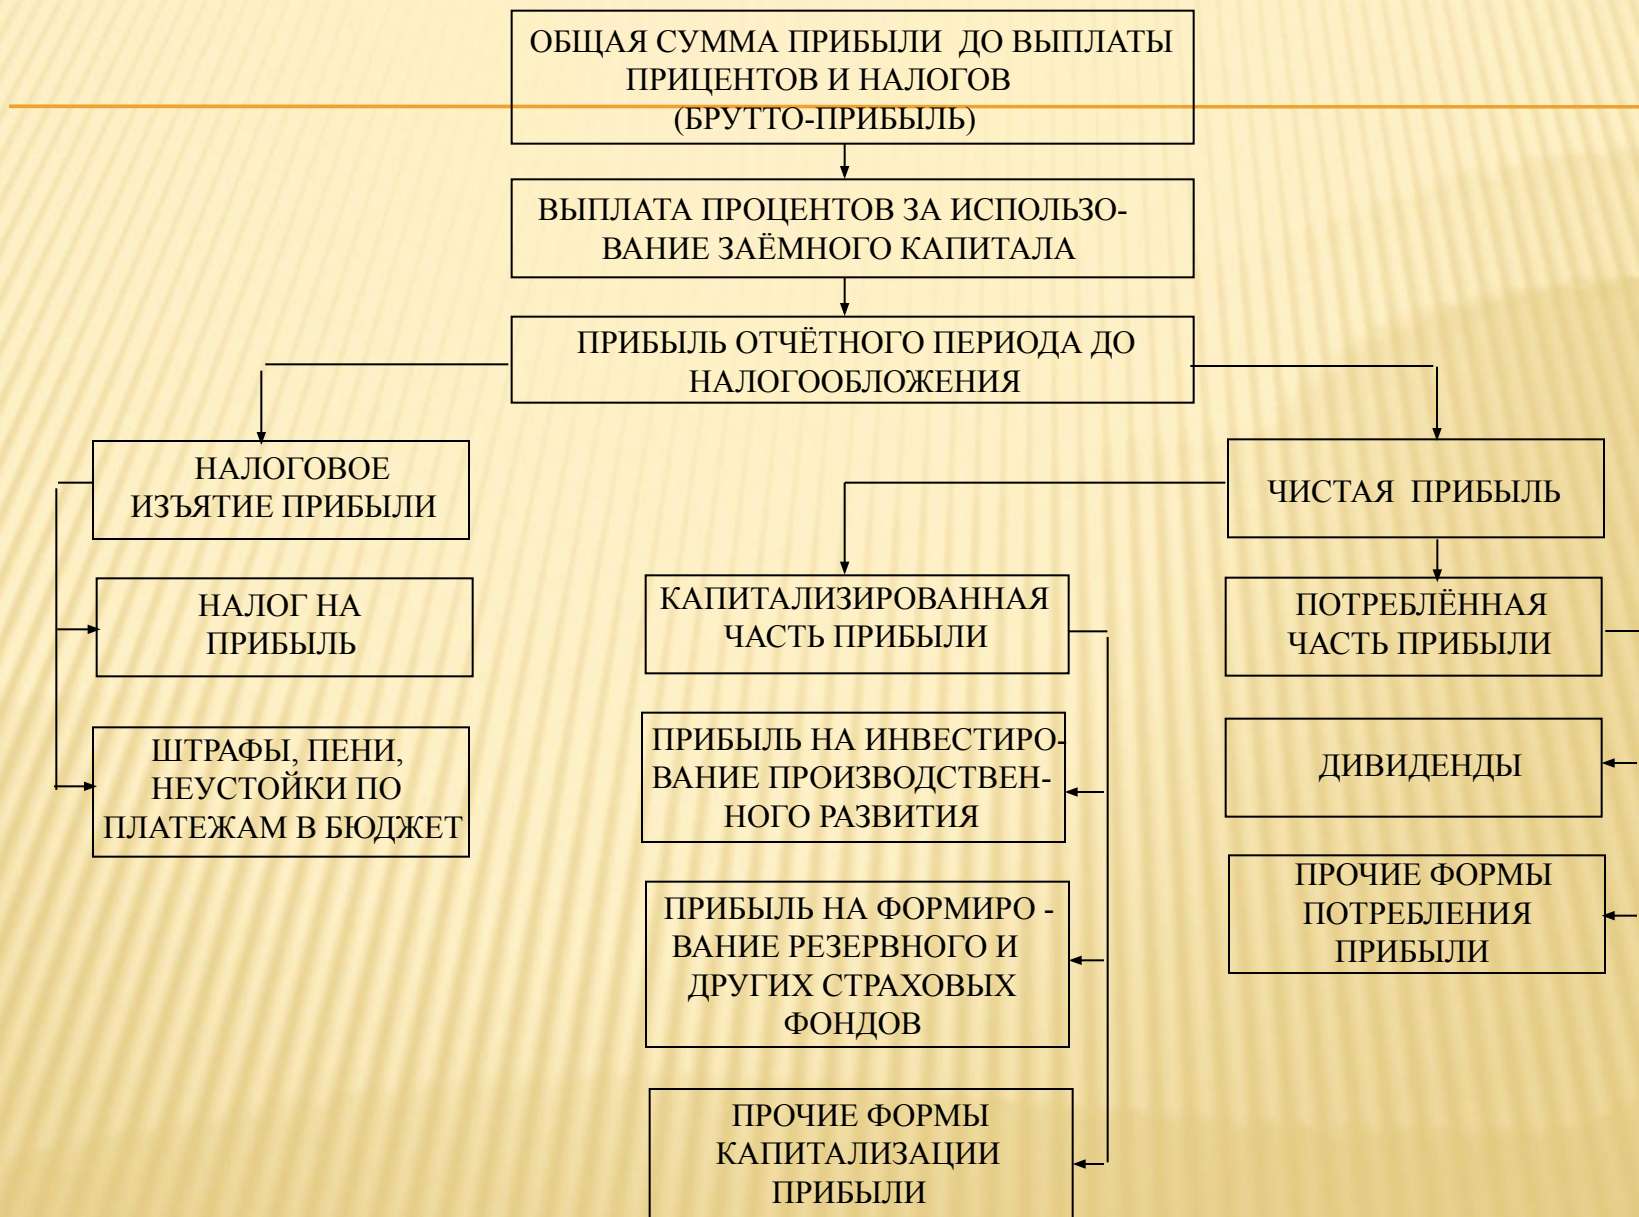 ОБЩАЯ СУММА ПРИБЫЛИ ДО ВЫПЛАТЫ
ПРИЦЕНТОВ И НАЛОГОВ
(БРУТТО-ПРИБЫЛЬ)
ВЫПЛАТА ПРОЦЕНТОВ ЗА ИСПОЛЬЗО-
ВАНИЕ ЗАЁМНОГО КАПИТАЛА
ПРИБЫЛЬ ОТЧЁТНОГО ПЕРИОДА ДО
НАЛОГООБЛОЖЕНИЯ
НАЛОГОВОЕ
ИЗЪЯТИЕ ПРИБЫЛИ
НАЛОГ НА
ПРИБЫЛЬ
ШТРАФЫ, ПЕНИ,
НЕУСТОЙКИ ПО
ПЛАТЕЖАМ В БЮДЖЕТ
ЧИСТАЯ ПРИБЫЛЬ
КАПИТАЛИЗИРОВАННАЯ
ЧАСТЬ ПРИБЫЛИ
ПРИБЫЛЬ НА ИНВЕСТИРО-
ВАНИЕ ПРОИЗВОДСТВЕН-
НОГО РАЗВИТИЯ
ПРИБЫЛЬ НА ФОРМИРО -
ВАНИЕ РЕЗЕРВНОГО И
ДРУГИХ СТРАХОВЫХ
ФОНДОВ
ПРОЧИЕ ФОРМЫ
КАПИТАЛИЗАЦИИ
ПРИБЫЛИ
ПОТРЕБЛЁННАЯ
ЧАСТЬ ПРИБЫЛИ
ДИВИДЕНДЫ
ПРОЧИЕ ФОРМЫ
ПОТРЕБЛЕНИЯ
ПРИБЫЛИ